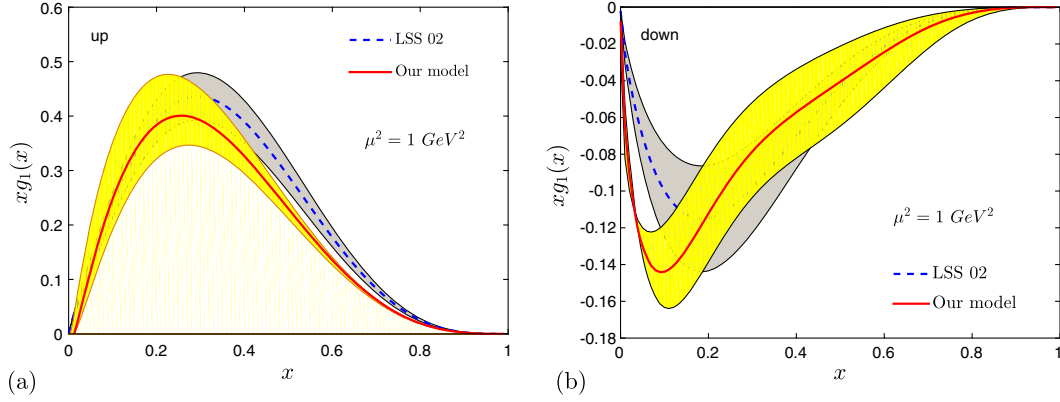 0.6
0.5
0.4
0.3
0.2
0.1
0
xg₁(x)
up
LSS 02
Our model
μ² = 1 GeV²
0 0.2 0.4 0.6 0.8 1
x
(a)
0
-0.02
-0.04
-0.06
-0.08
-0.1
-0.12
-0.14
-0.16
-0.18
xg₁(x)
down
μ² = 1 GeV²
LSS 02
Our model
0 0.2 0.4 0.6 0.8 1
x
(b)